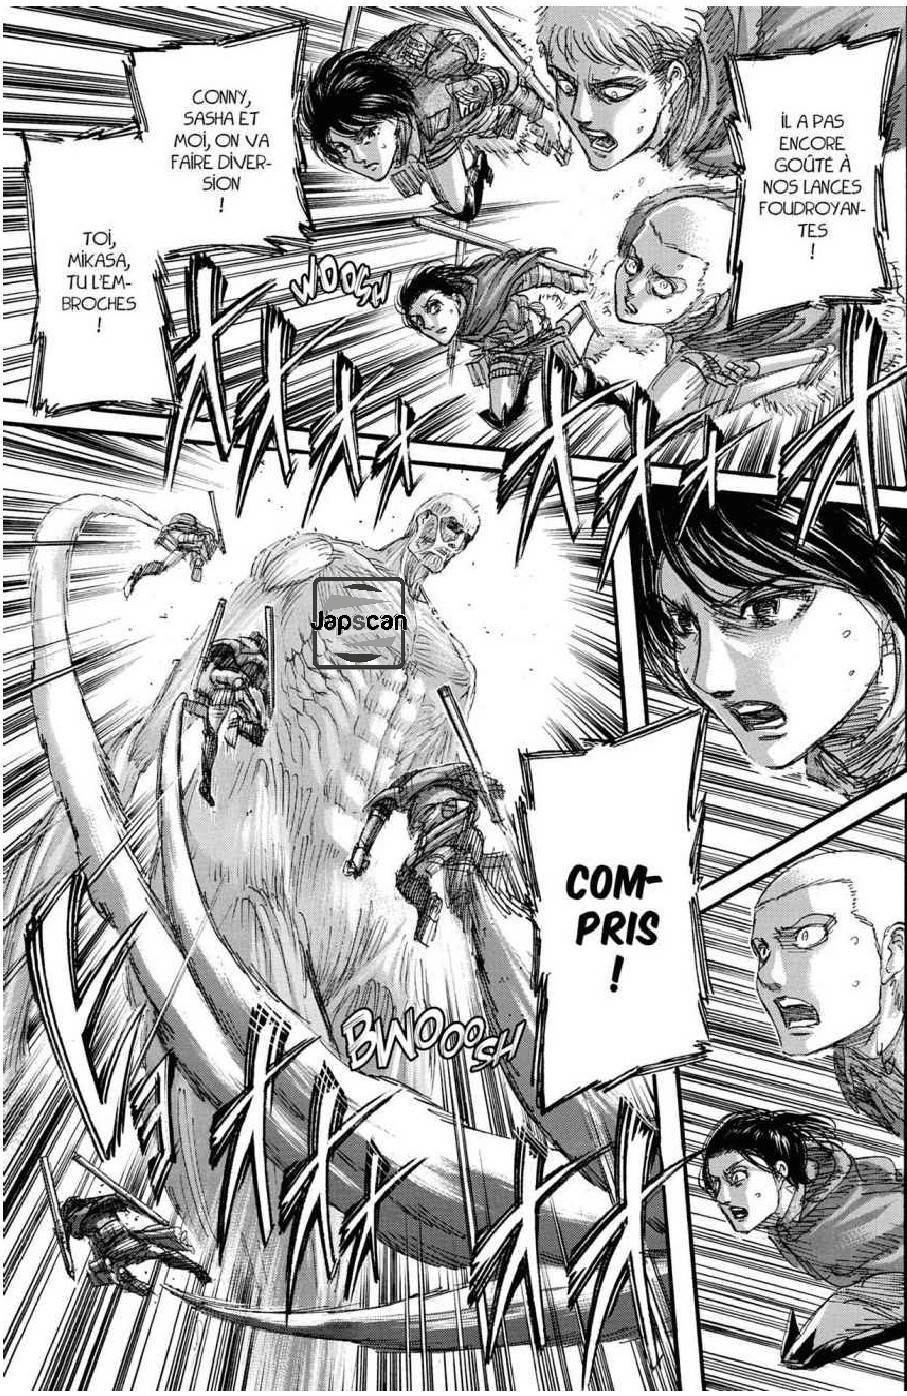 IL A PAS
ENCORE
GOÛTÉ À
NOS LANCES
FOUDROYAN-
TES
!
CONNY,
SASHA ET
MOI, ON VA
FAIRE DIVER-
SION
!
TOI,
MIKASA,
TU L'EM-
BROCHES
!
WOOSH
Japscan
COM-
PRIS
!
BWOOOSH